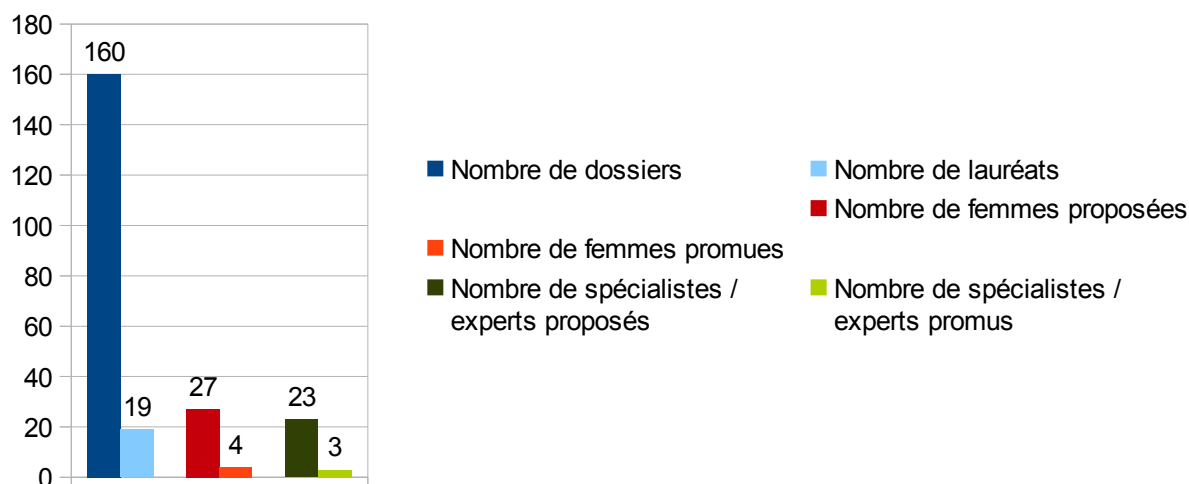 180
160
140
120
100
80
60
40
20
0
160
19
27
4
23
3
Nombre de dossiers
Nombre de lauréats
Nombre de femmes proposées
Nombre de femmes promues
Nombre de spécialistes /
experts proposés
Nombre de spécialistes /
experts promus